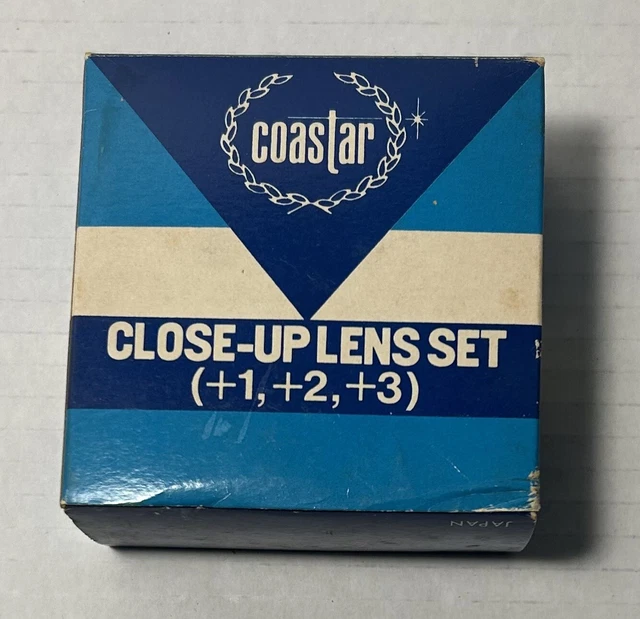 coastar
CLOSE-UP LENS SET
(+1,+2,+3)
JAPAN